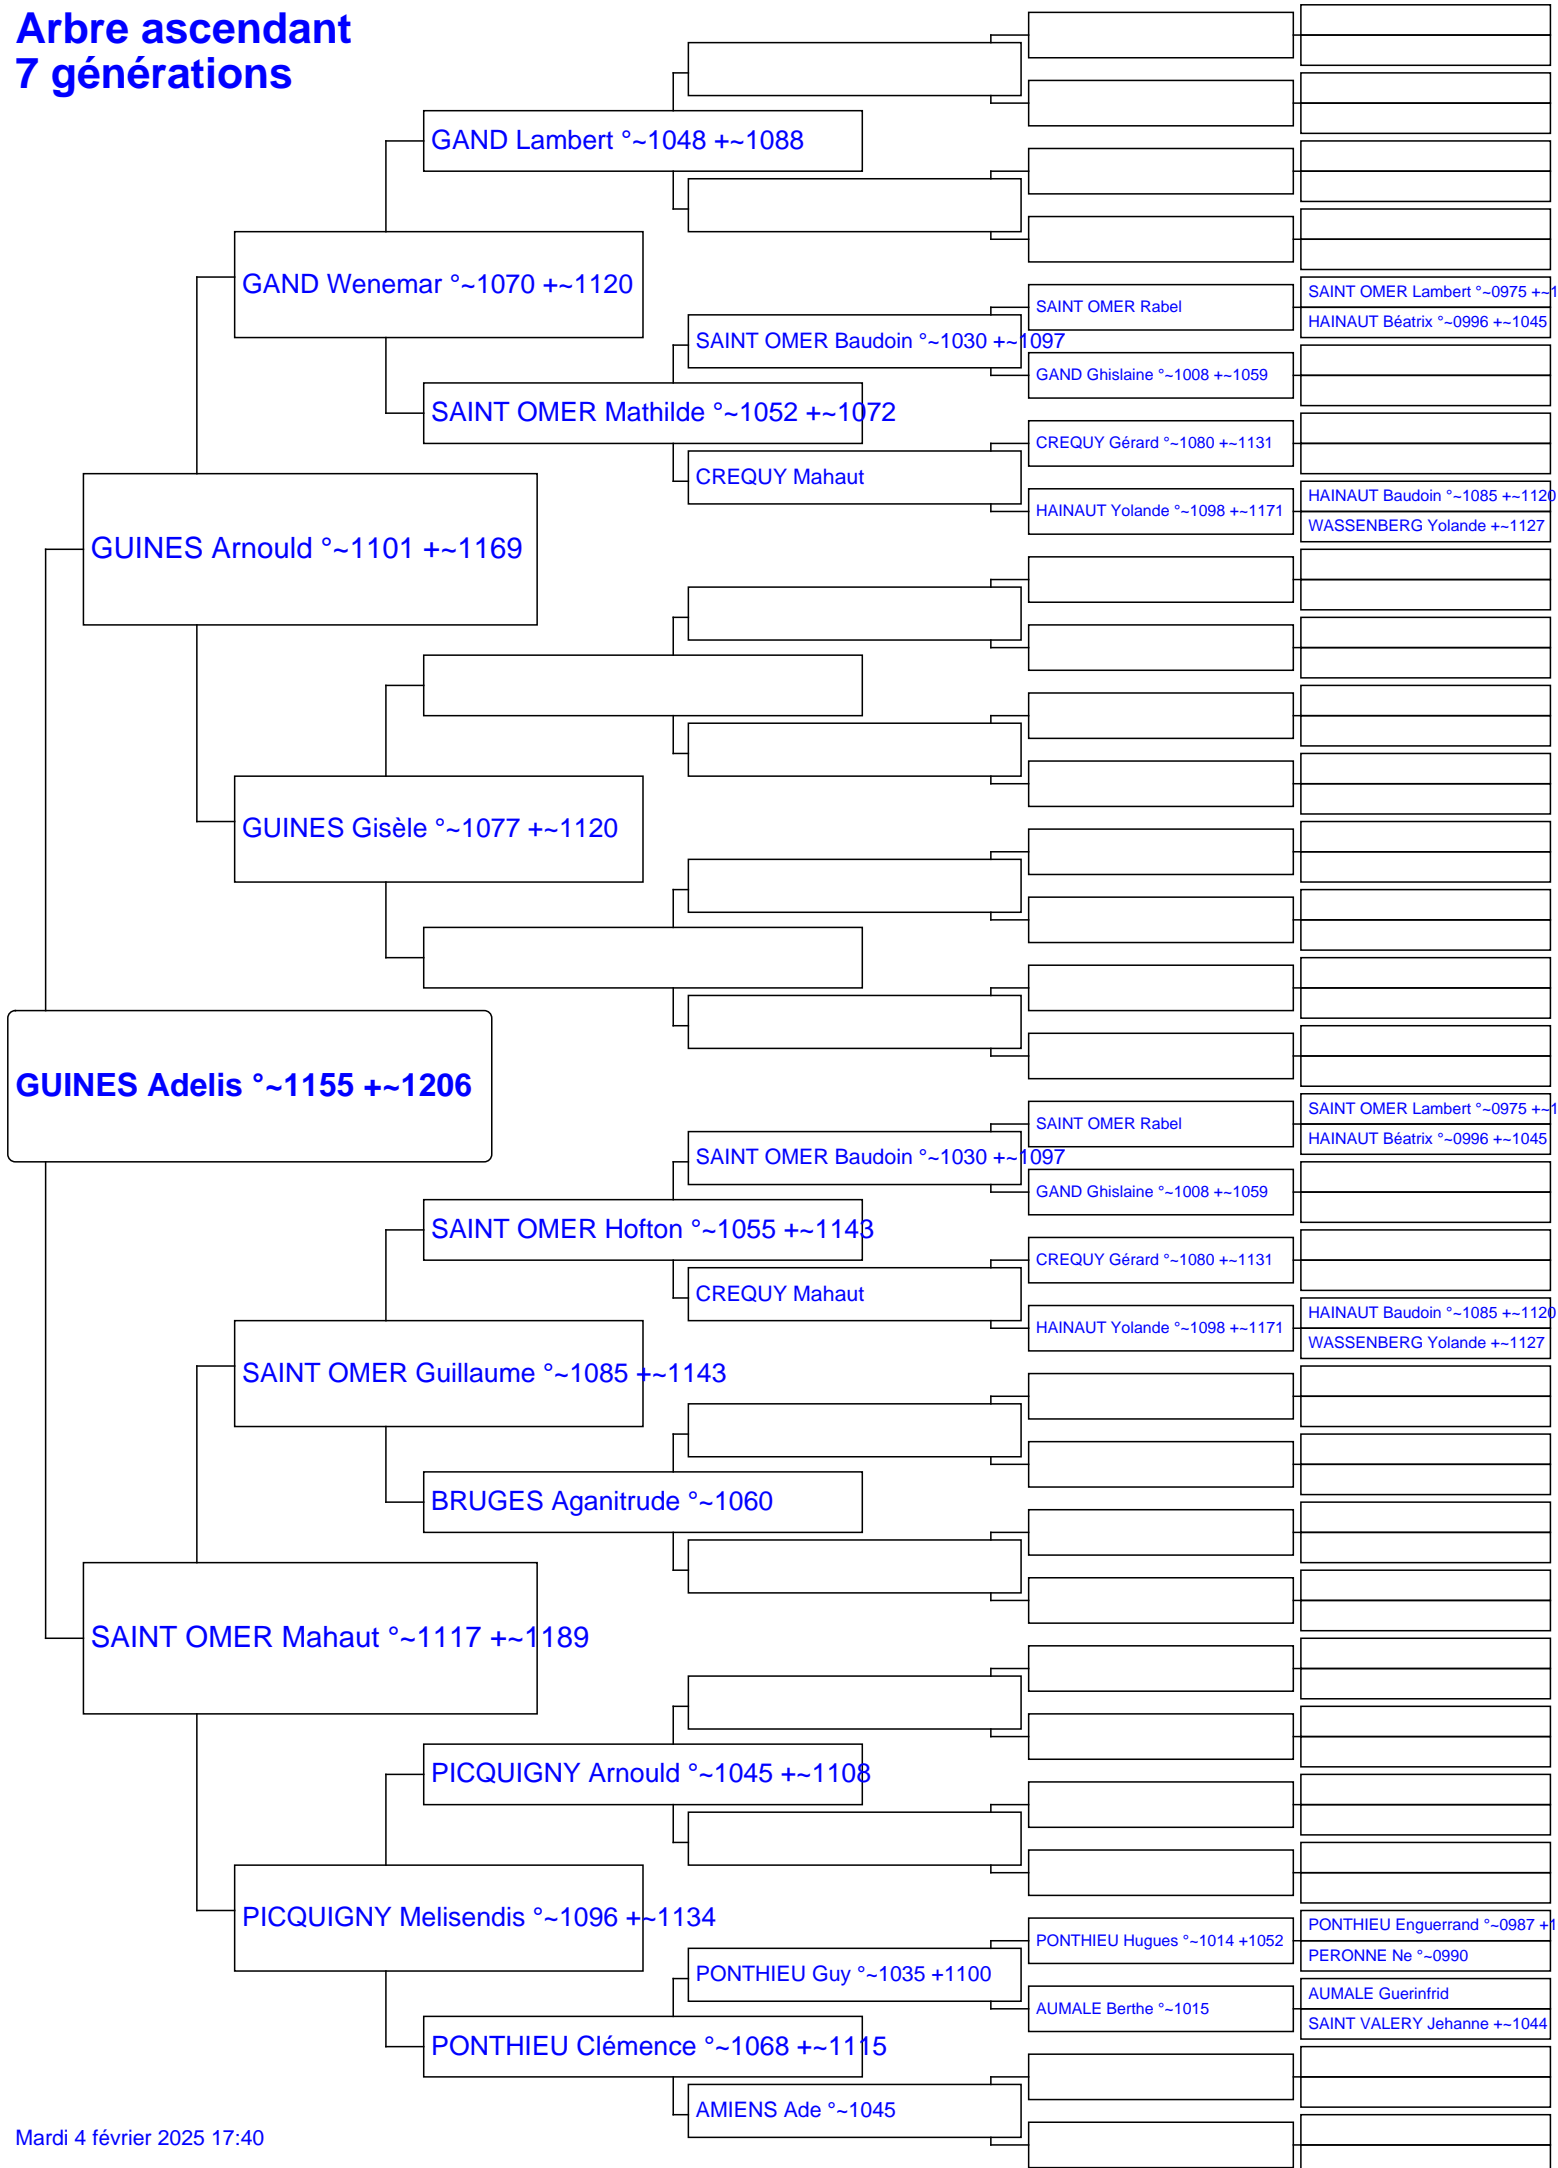 Arbre ascendant
7 générations
GAND Lambert °~1048 +~1088
GAND Wenemar °~1070 +~1120
SAINT OMER Lambert °~0975 +~1
SAINT OMER Rabel
HAINAUT Béatrix °~0996 +~1045
SAINT OMER Baudoin °~1030 +~1097
GAND Ghislaine °~1008 +~1059
SAINT OMER Mathilde °~1052 +~1072
CREQUY Gérard °~1080 +~1131
CREQUY Mahaut
HAINAUT Baudoin °~1085 +~1120
HAINAUT Yolande °~1098 +~1171
WASSENBERG Yolande +~1127
GUINES Arnould °~1101 +~1169
GUINES Gisèle °~1077 +~1120
GUINES Adelis °~1155 +~1206
SAINT OMER Lambert °~0975 +~1
SAINT OMER Rabel
HAINAUT Béatrix °~0996 +~1045
SAINT OMER Baudoin °~1030 +~1097
GAND Ghislaine °~1008 +~1059
SAINT OMER Hofton °~1055 +~1143
CREQUY Gérard °~1080 +~1131
CREQUY Mahaut
HAINAUT Baudoin °~1085 +~1120
HAINAUT Yolande °~1098 +~1171
WASSENBERG Yolande +~1127
SAINT OMER Guillaume °~1085 +~1143
BRUGES Aganitrude °~1060
SAINT OMER Mahaut °~1117 +~1189
PICQUIGNY Arnould °~1045 +~1108
PICQUIGNY Melisendis °~1096 +~1134
PONTHIEU Enguerrand °~0987 +1
PONTHIEU Hugues °~1014 +1052
PERONNE Ne °~0990
PONTHIEU Guy °~1035 +1100
AUMALE Guerinfrid
AUMALE Berthe °~1015
SAINT VALERY Jehanne +~1044
PONTHIEU Clémence °~1068 +~1115
AMIENS Ade °~1045
Mardi 4 février 2025 17:40